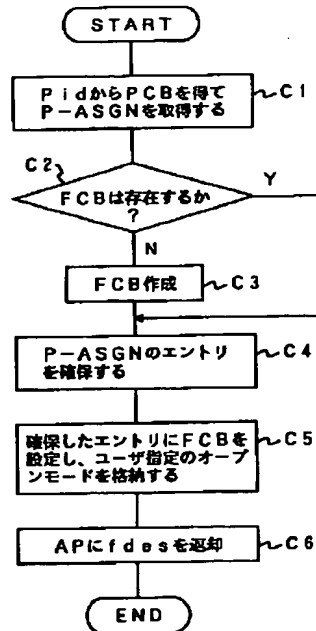 START
PidからPCBを得て
P-ASGNを取得する
C1
C2
FCBは存在するか
?
Y
N
FCB作成
C3
P-ASGNのエントリ
を確保する
C4
確保したエントリにFCBを
設定し、ユーザ指定のオープ
ンモードを格納する
C5
APにfdesを返却
C6
END